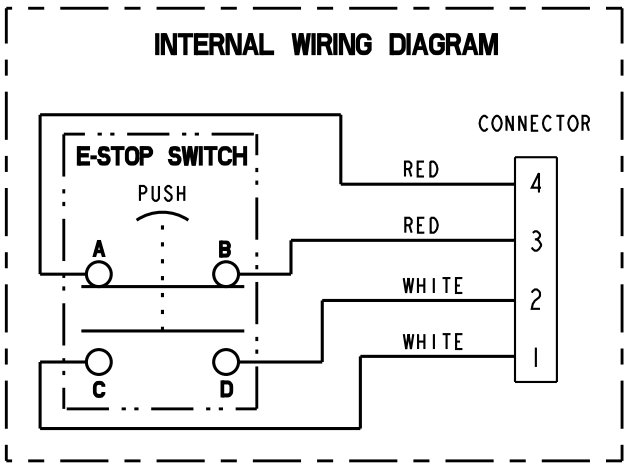 INTERNAL WIRING DIAGRAM
CONNECTOR
E-STOP SWITCH
PUSH
RED
4
A
B
RED
3
WHITE
2
WHITE
1
C
D